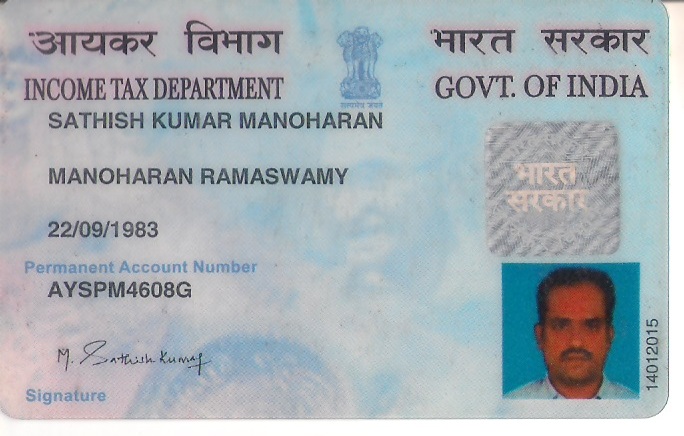 आयकर विभाग
भारत सरकार
INCOME TAX DEPARTMENT
GOVT. OF INDIA
सत्यमेव जयते
SATHISH KUMAR MANOHARAN
MANOHARAN RAMASWAMY
भारत
सरकार
22/09/1983
Permanent Account Number
AYSPM4608G
M. Sathish Kumar
Signature
14012015